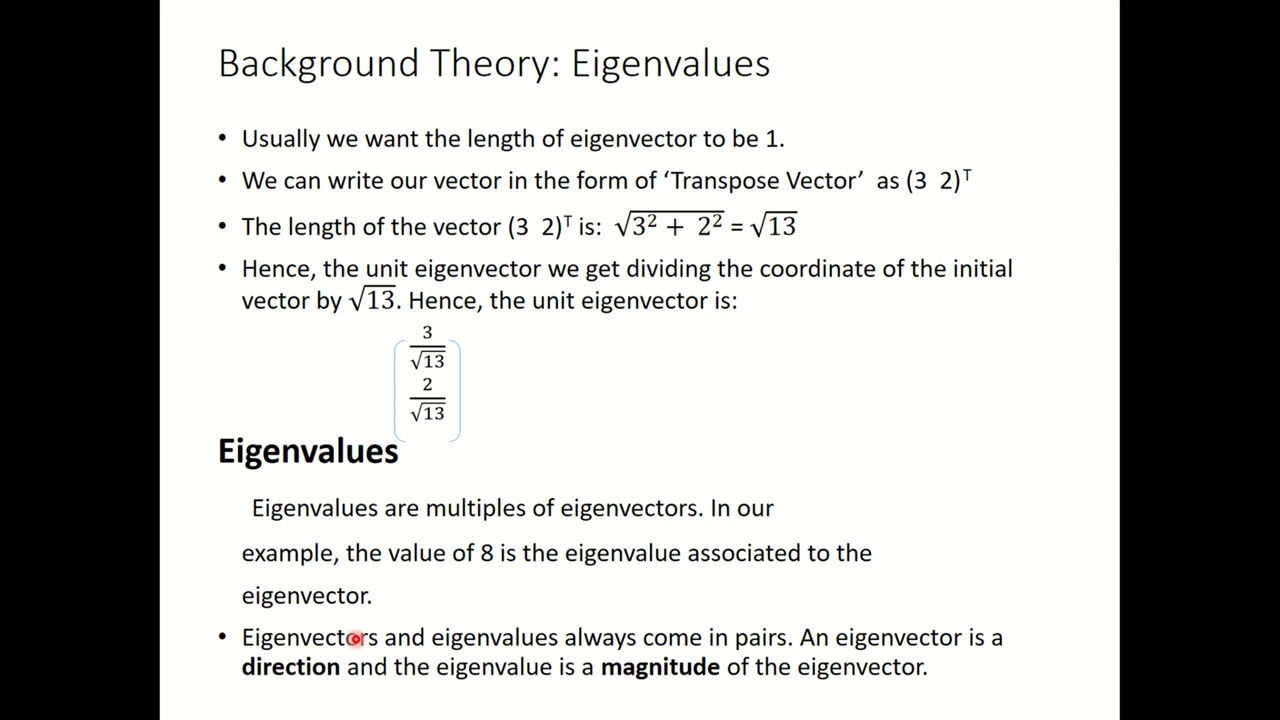 Background Theory: Eigenvalues
• Usually we want the length of eigenvector to be 1.
• We can write our vector in the form of ‘Transpose Vector’ as (3 2)ᵀ
• The length of the vector (3 2)ᵀ is: √(3² + 2²) = √13
• Hence, the unit eigenvector we get dividing the coordinate of the initial
vector by √13. Hence, the unit eigenvector is:
3/√13
2/√13
Eigenvalues
Eigenvalues are multiples of eigenvectors. In our
example, the value of 8 is the eigenvalue associated to the
eigenvector.
• Eigenvectors and eigenvalues always come in pairs. An eigenvector is a
direction and the eigenvalue is a magnitude of the eigenvector.